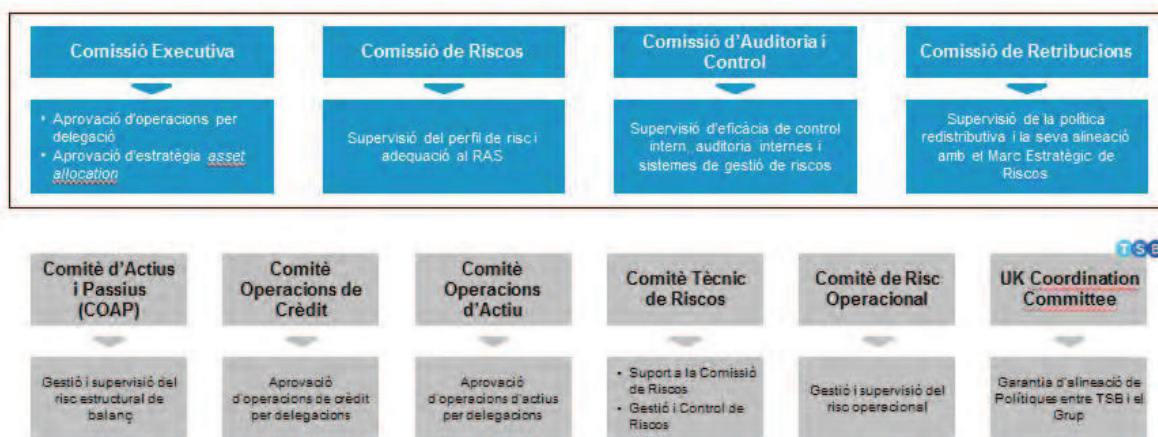 Comissió Executiva
Comissió de Riscos
Comissió d'Auditoria i
Control
Comissió de Retribucions
• Aprovació d'operacions per
delegació
• Aprovació d'estratègia asset
allocation
Supervisió del perfil de risc i
adequació al RAS
Supervisió d'eficàcia de control
intern, auditoria internes i
sistemes de gestió de riscos
Supervisió de la política
redistributiva i la seva alineació
amb el Marc Estratègic de
Riscos
TSB
Comitè d'Actius
i Passius
(COAP)
Comitè
Operacions de
Crèdit
Comitè
Operacions
d'Actiu
Comitè Tècnic
de Riscos
Comitè de Risc
Operacional
UK Coordination
Committee
Gestió i supervisió del
risc estructural de
balanç
Aprovació
d'operacions de crèdit
per delegacions
Aprovació
d'operacions d'actius
per delegacions
• Suport a la Comissió
de Riscos
• Gestió i Control de
Riscos
Gestió i supervisió del
risc operacional
Garantia d'alineació de
Polítiques entre TSB i el
Grup